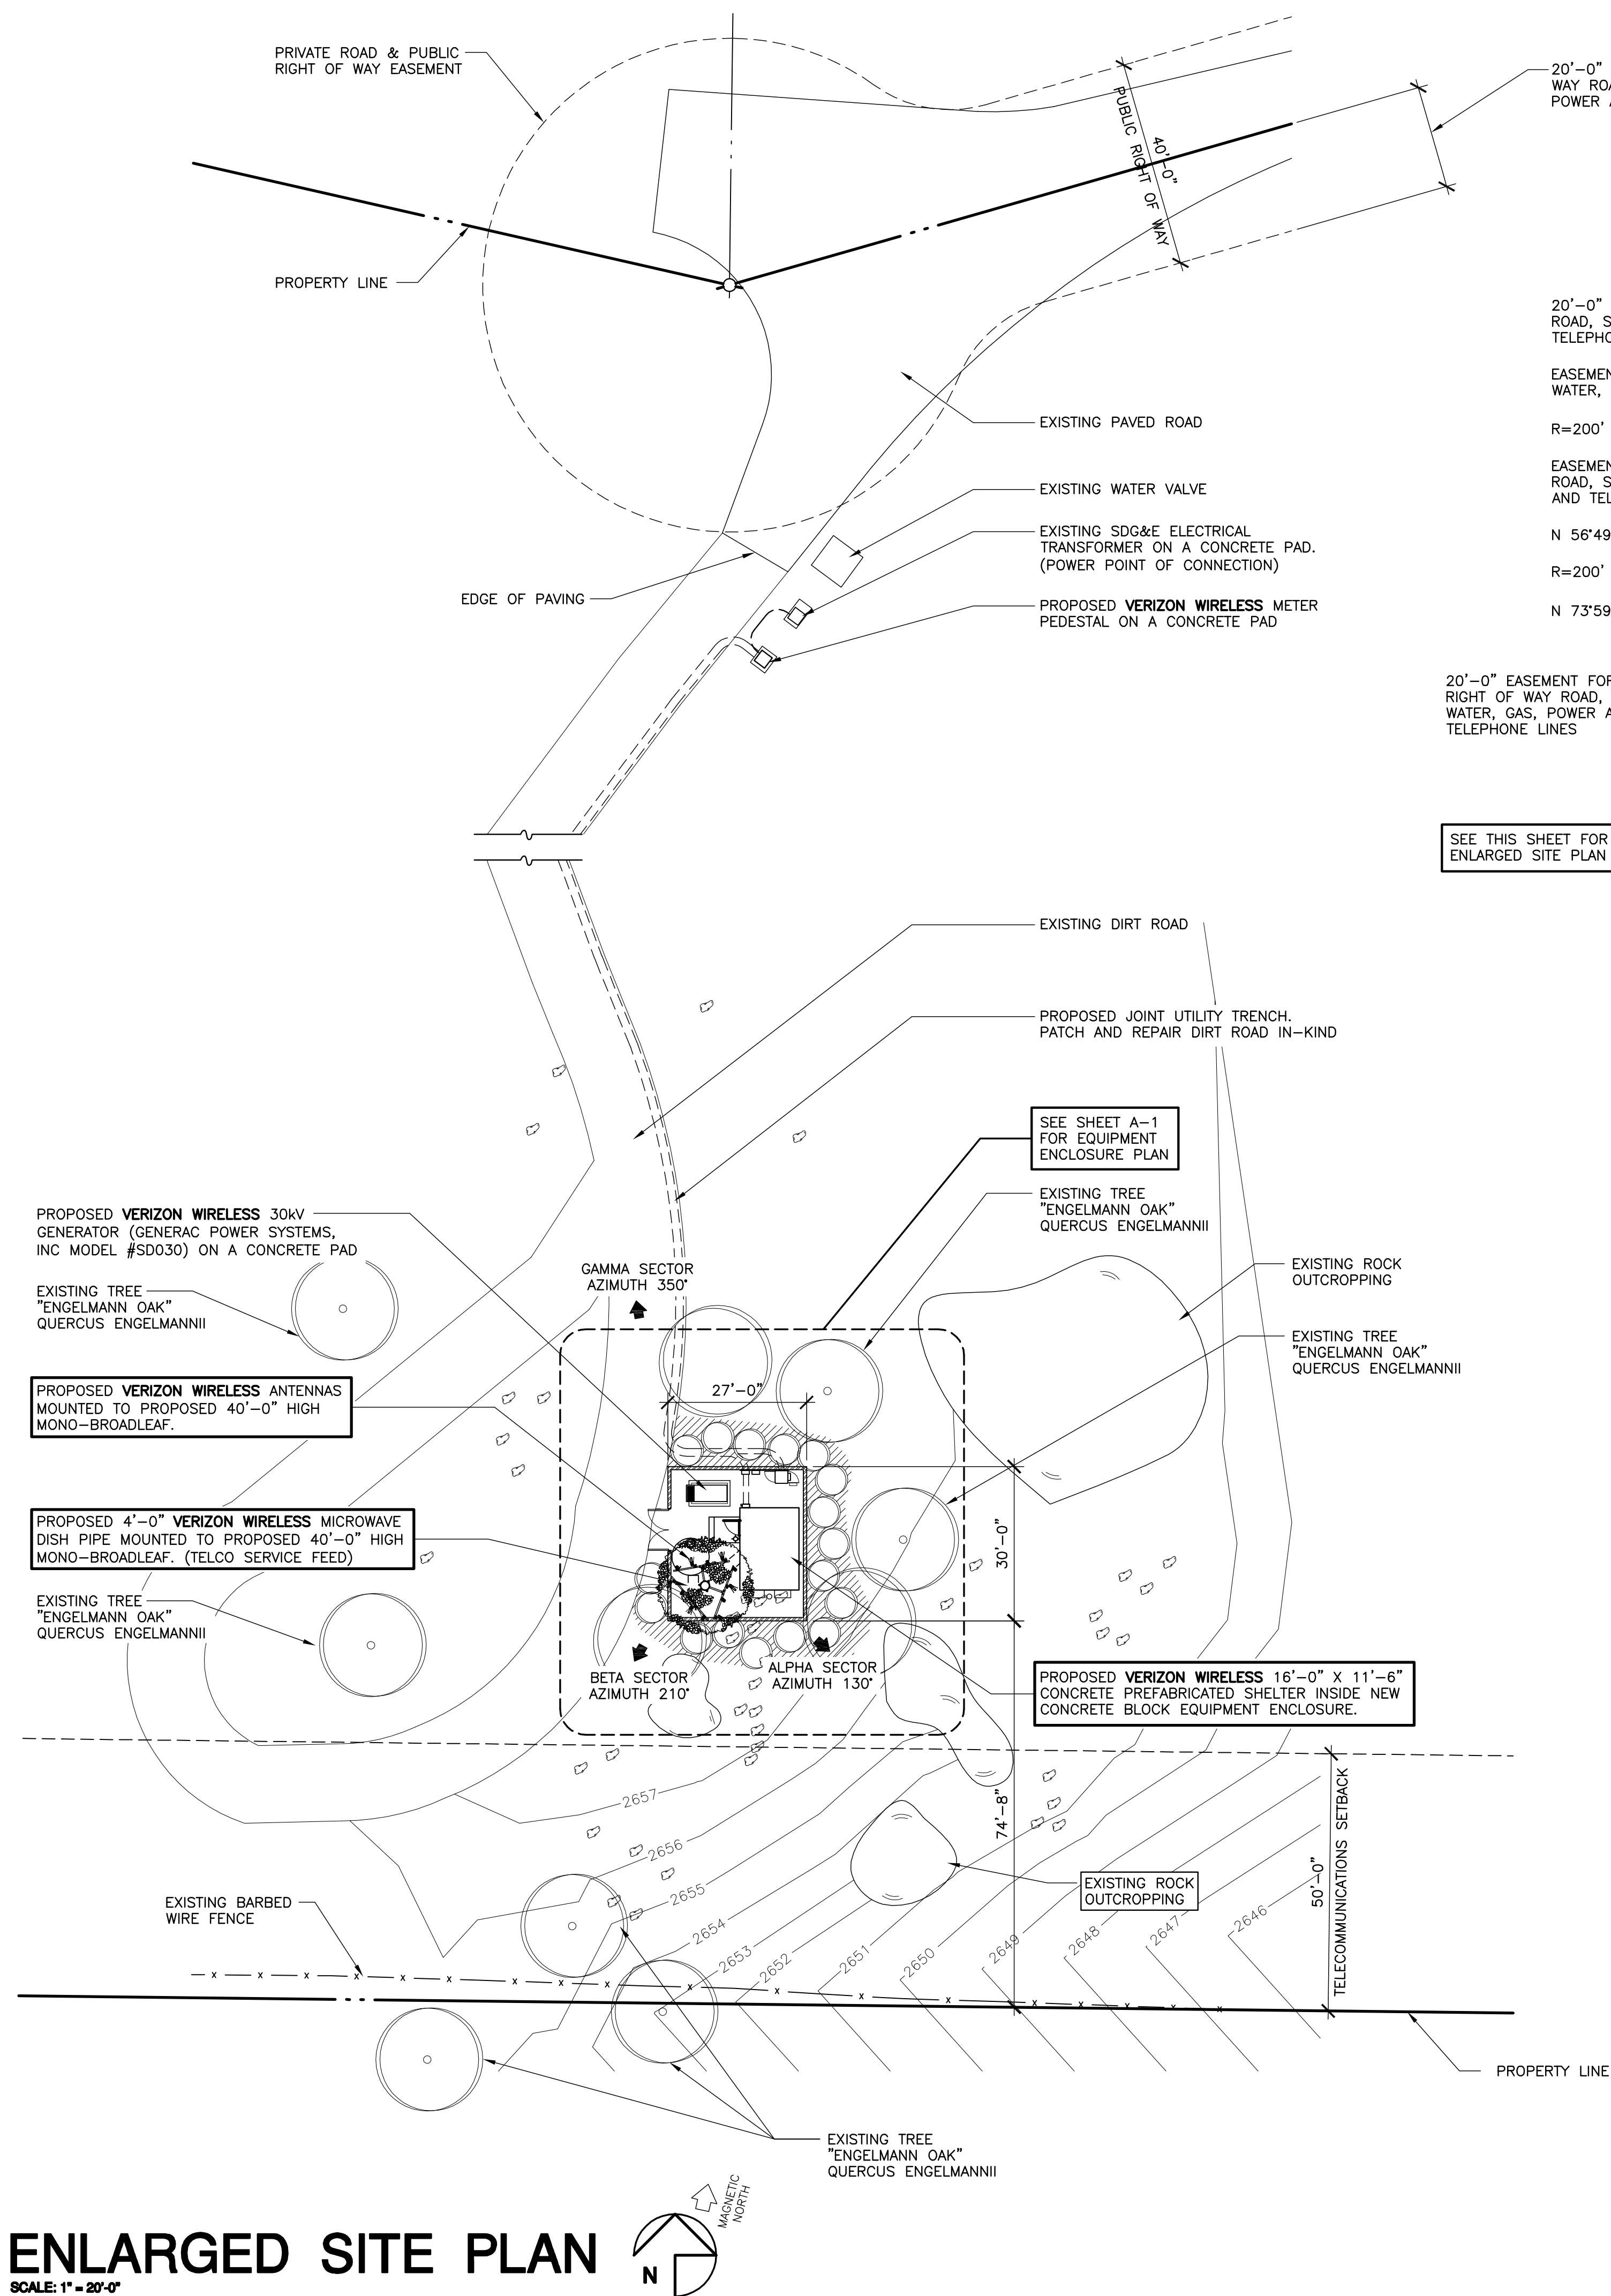 PRIVATE ROAD & PUBLIC
RIGHT OF WAY EASEMENT
PROPERTY LINE
40'-0"
PUBLIC RIGHT OF WAY
20'-0"
WAY ROA
POWER A
20'-0"
ROAD, S
TELEPHO
EASEMEN
WATER,
R=200'
EASEMEN
ROAD, S
AND TEL
N 56°49
R=200'
N 73°59
20'-0" EASEMENT FOR
RIGHT OF WAY ROAD,
WATER, GAS, POWER A
TELEPHONE LINES
SEE THIS SHEET FOR
ENLARGED SITE PLAN
EXISTING PAVED ROAD
EXISTING WATER VALVE
EXISTING SDG&E ELECTRICAL
TRANSFORMER ON A CONCRETE PAD.
(POWER POINT OF CONNECTION)
EDGE OF PAVING
PROPOSED VERIZON WIRELESS METER
PEDESTAL ON A CONCRETE PAD
EXISTING DIRT ROAD
PROPOSED JOINT UTILITY TRENCH.
PATCH AND REPAIR DIRT ROAD IN-KIND
SEE SHEET A-1
FOR EQUIPMENT
ENCLOSURE PLAN
EXISTING TREE
"ENGELMANN OAK"
QUERCUS ENGELMANNII
PROPOSED VERIZON WIRELESS 30kV
GENERATOR (GENERAC POWER SYSTEMS,
INC MODEL #SD030) ON A CONCRETE PAD
EXISTING TREE
"ENGELMANN OAK"
QUERCUS ENGELMANNII
GAMMA SECTOR
AZIMUTH 350°
EXISTING ROCK
OUTCROPPING
EXISTING TREE
"ENGELMANN OAK"
QUERCUS ENGELMANNII
PROPOSED VERIZON WIRELESS ANTENNAS
MOUNTED TO PROPOSED 40'-0" HIGH
MONO-BROADLEAF.
27'-0"
PROPOSED 4'-0" VERIZON WIRELESS MICROWAVE
DISH PIPE MOUNTED TO PROPOSED 40'-0" HIGH
MONO-BROADLEAF. (TELCO SERVICE FEED)
30'-0"
EXISTING TREE
"ENGELMANN OAK"
QUERCUS ENGELMANNII
BETA SECTOR
AZIMUTH 210°
ALPHA SECTOR
AZIMUTH 130°
PROPOSED VERIZON WIRELESS 16'-0" X 11'-6"
CONCRETE PREFABRICATED SHELTER INSIDE NEW
CONCRETE BLOCK EQUIPMENT ENCLOSURE.
74'-8"
50'-0"
TELECOMMUNICATIONS SETBACK
2657
2656
2655
2654
2653
2652
2651
2650
2649
2648
2647
2646
EXISTING ROCK
OUTCROPPING
EXISTING BARBED
WIRE FENCE
x x x x x x x x x x x x x x x x x x x x x x
PROPERTY LINE
EXISTING TREE
"ENGELMANN OAK"
QUERCUS ENGELMANNII
MAGNETIC
NORTH
N
ENLARGED SITE PLAN
SCALE: 1" = 20'-0"